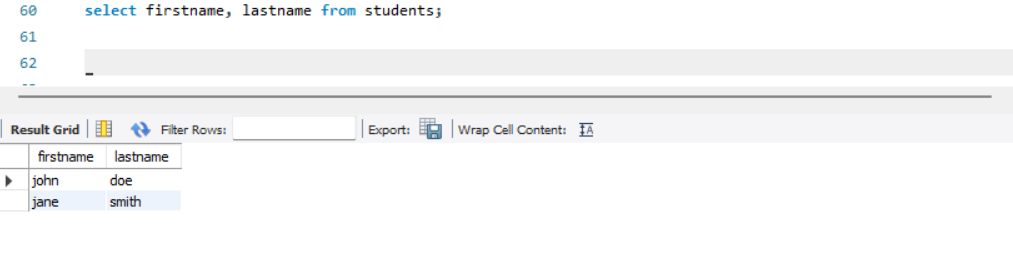 60 select firstname, lastname from students;
61
62
Result Grid Filter Rows: Export: Wrap Cell Content: IA
firstname lastname
john doe
jane smith